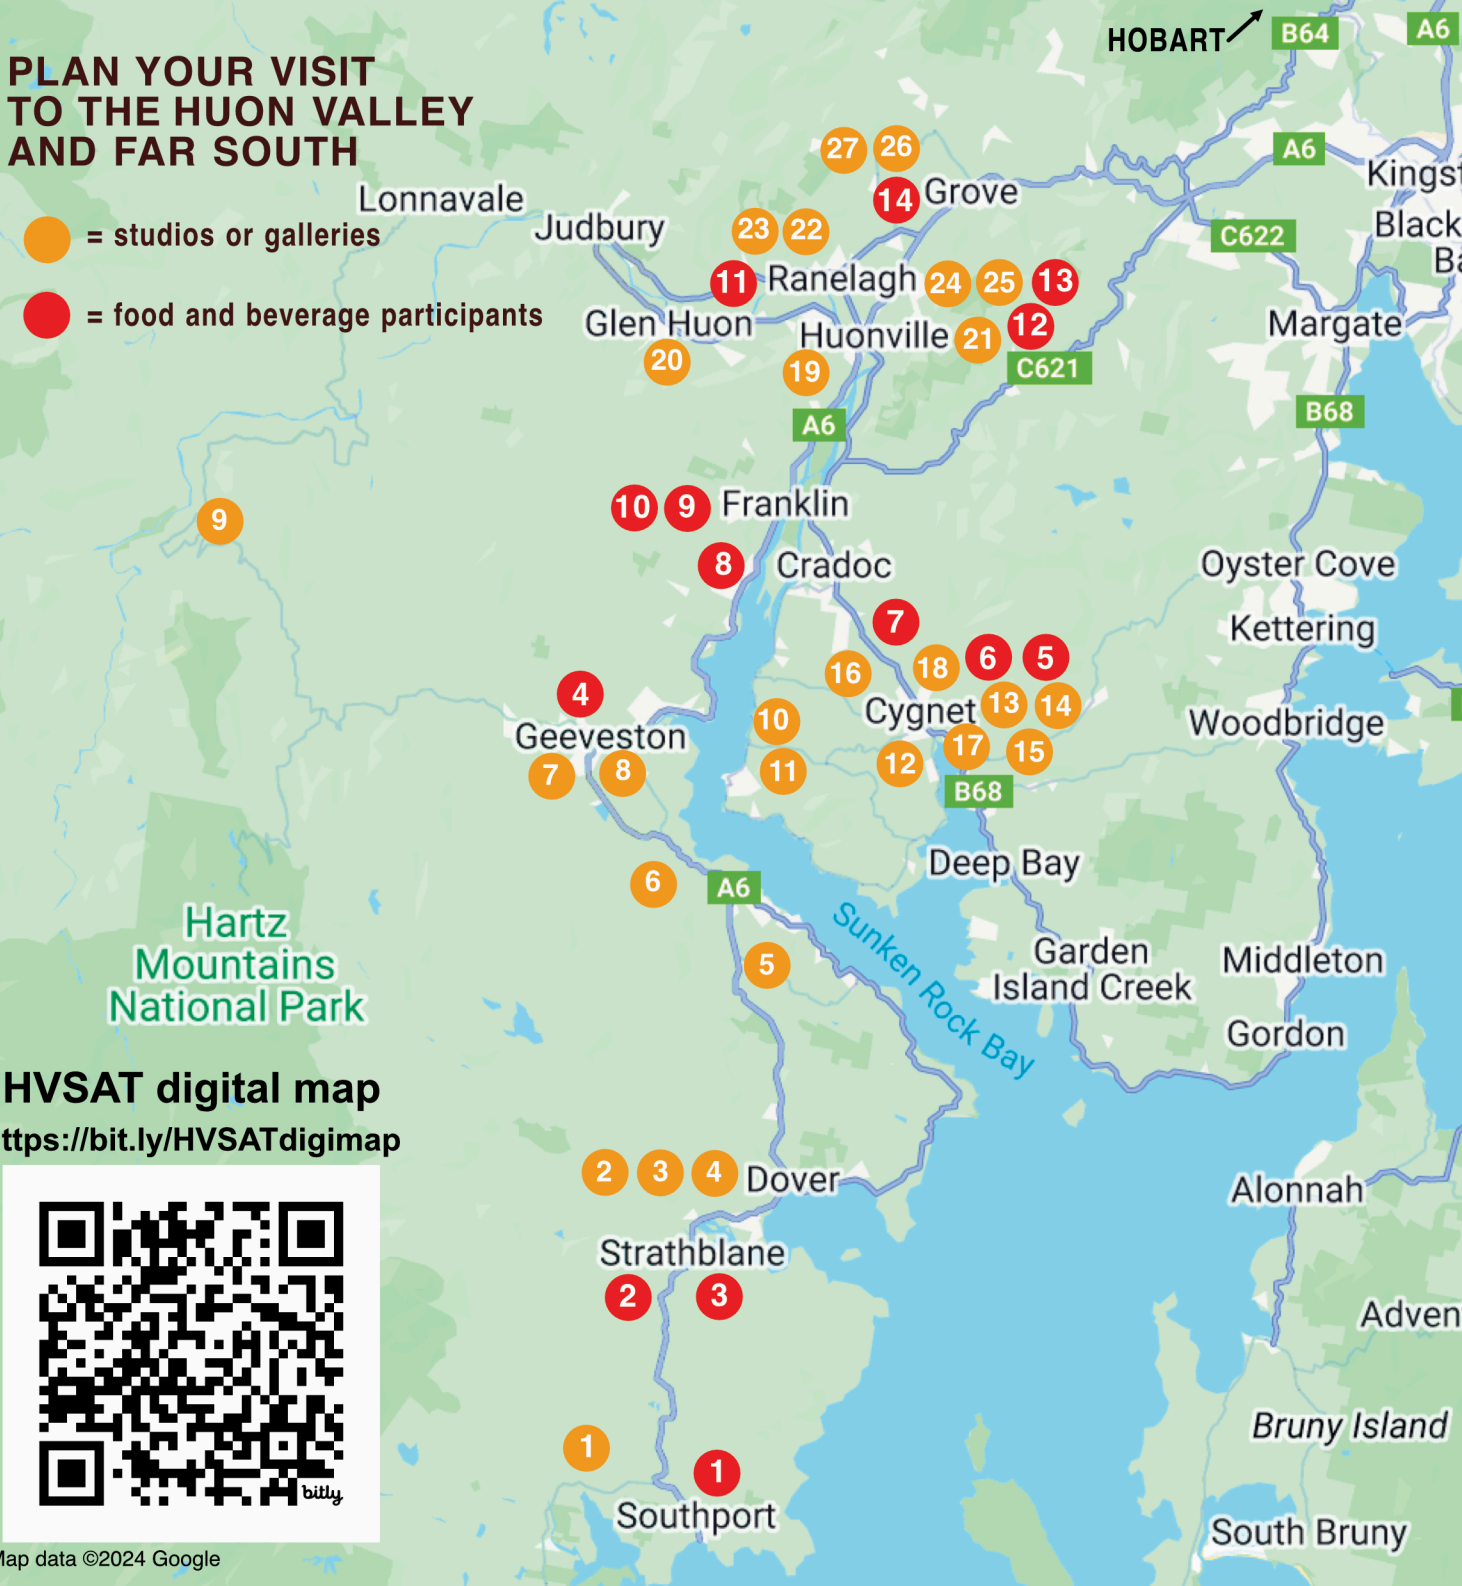 HOBART
B64
A6
PLAN YOUR VISIT
TO THE HUON VALLEY
AND FAR SOUTH
27 26
A6
Kingst
Lonnavale
14 Grove
= studios or galleries
Judbury
23 22
C622
Black
Ba
11 Ranelagh 24 25 13
= food and beverage participants
Glen Huon
Huonville 21 12
Margate
20
19
C621
A6
B68
10 9 Franklin
9
8 Cradoc
Oyster Cove
7
Kettering
16 18 6 5
4
10 Cygnet 13 14
Woodbridge
Geeveston
7 8
11 12 17 15
B68
Deep Bay
6
A6
Hartz
Mountains
National Park
Sunken Rock Bay
5
Garden
Island Creek
Middleton
Gordon
HVSAT digital map
ttps://bit.ly/HVSATdigimap
2 3 4 Dover
Alonnah
Strathblane
2 3
Adven
Bruny Island
1
1
bitly
Southport
South Bruny
Map data ©2024 Google